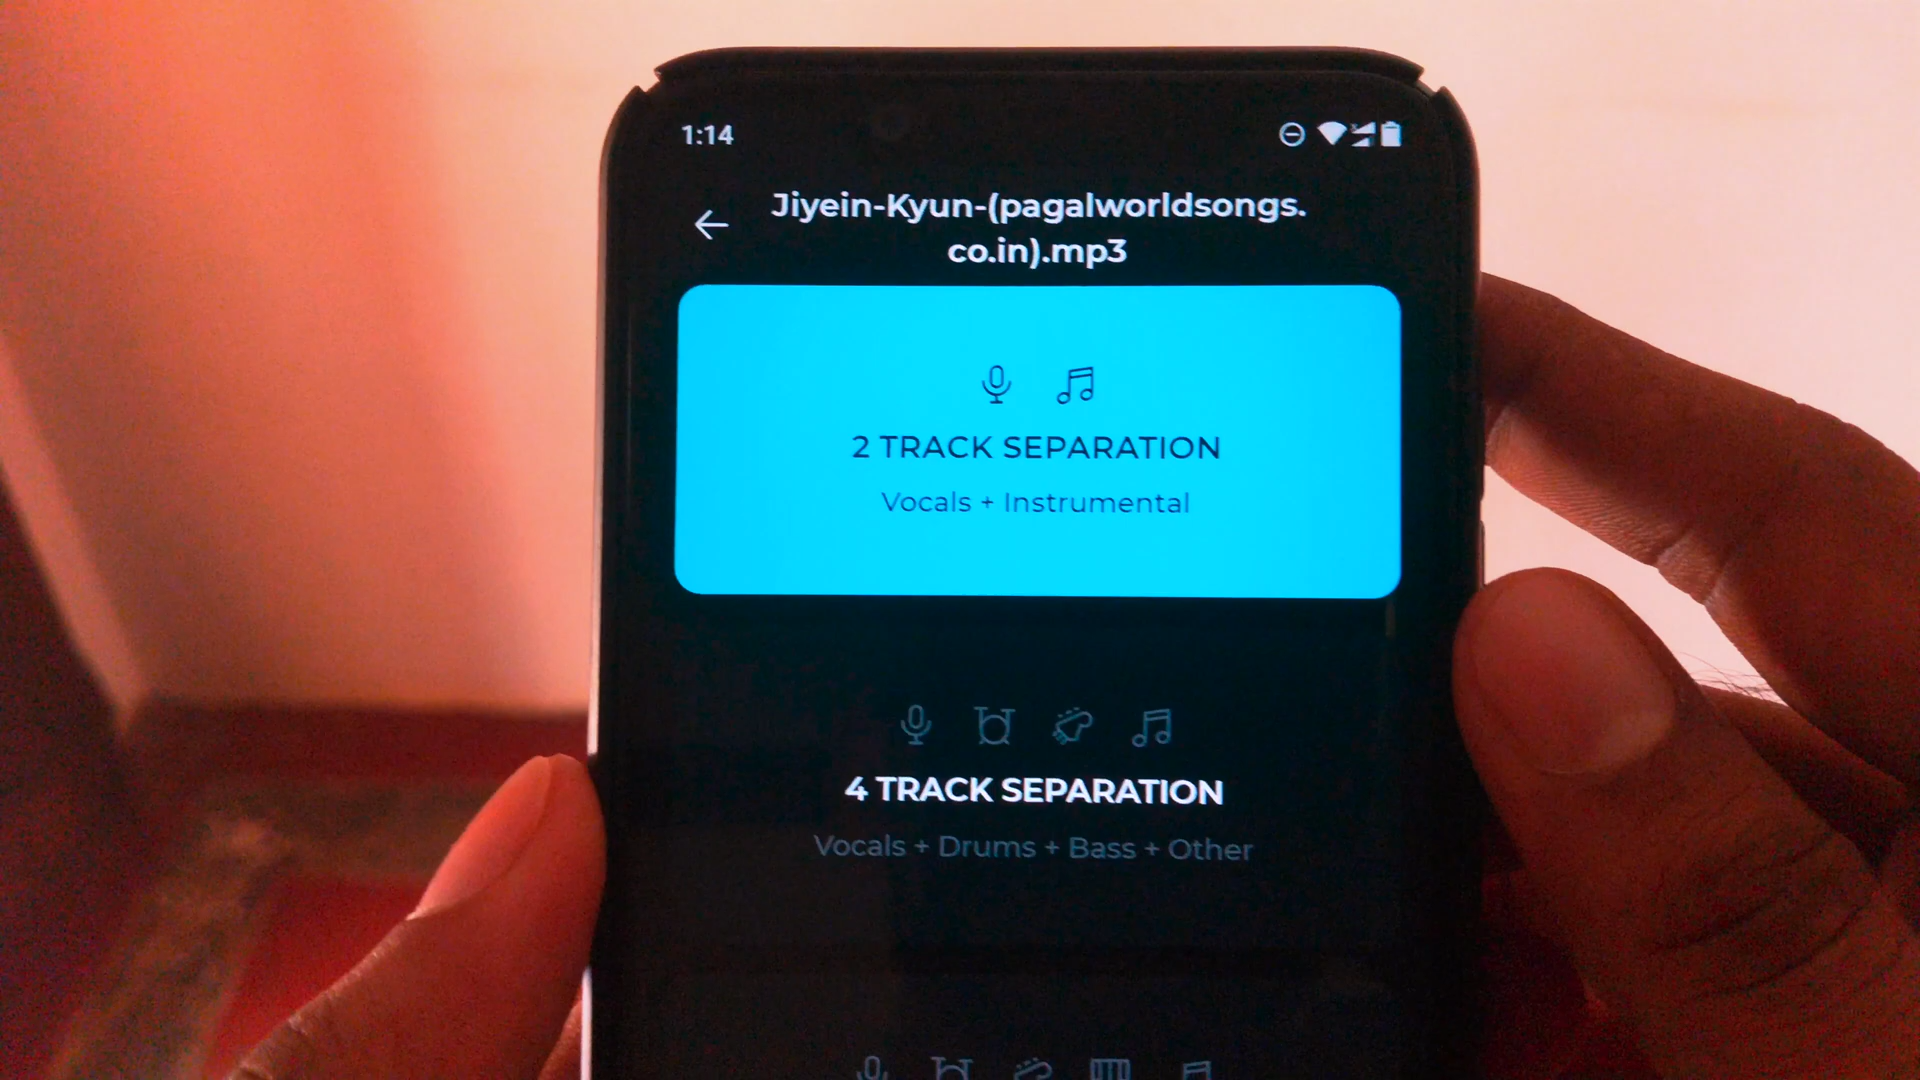 1:14
Jiyein-Kyun-(pagalworldsongs.
co.in).mp3
2 TRACK SEPARATION
Vocals + Instrumental
4 TRACK SEPARATION
Vocals + Drums + Bass + Other